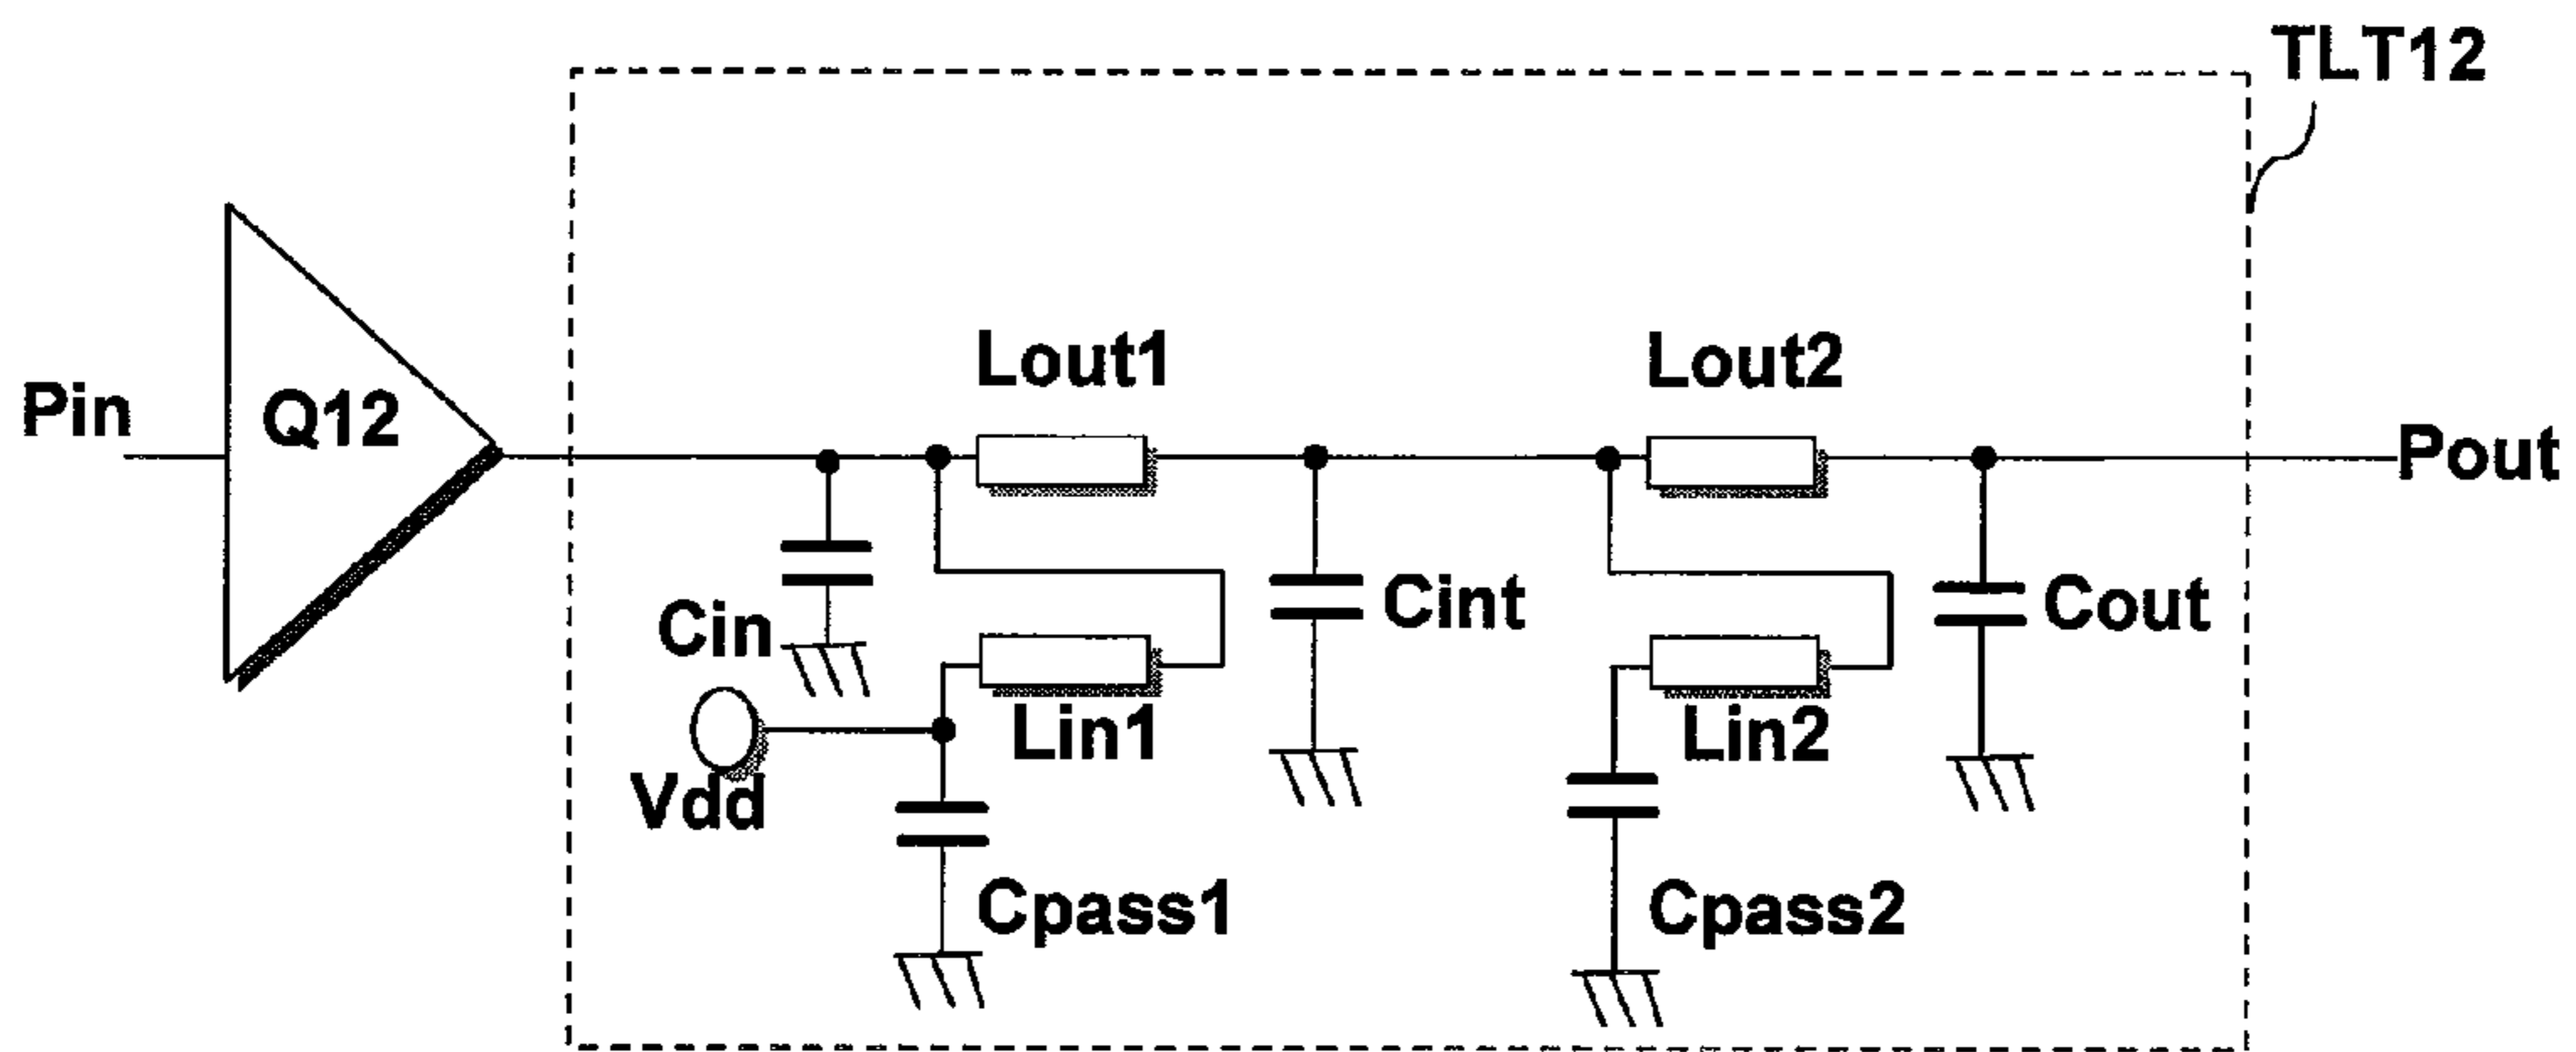 TLT12
Lout1
Lout2
Pin
Q12
Pout
Cin
Cint
Cout
Lin1
Lin2
Vdd
Cpass1
Cpass2